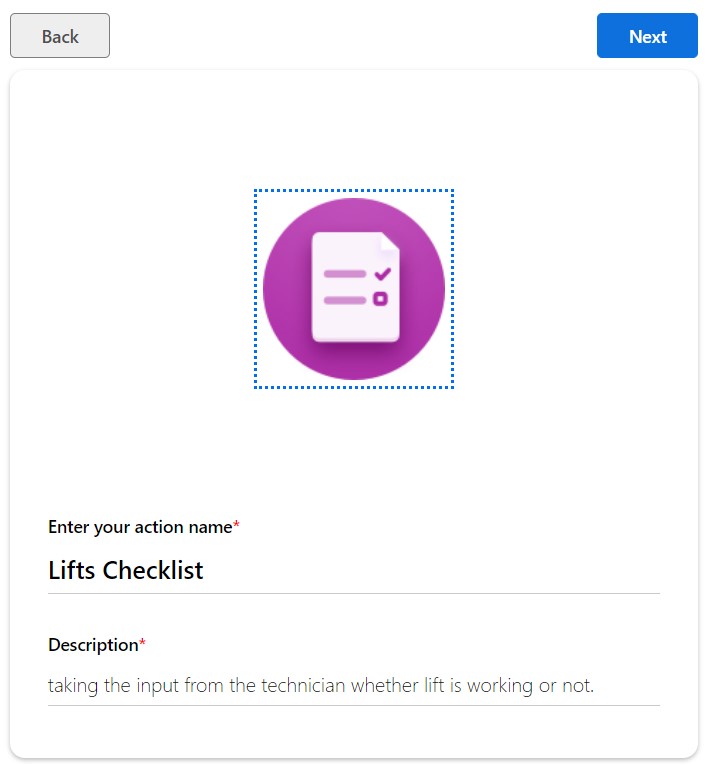 Back
Next
Enter your action name*
Lifts Checklist
Description*
taking the input from the technician whether lift is working or not.